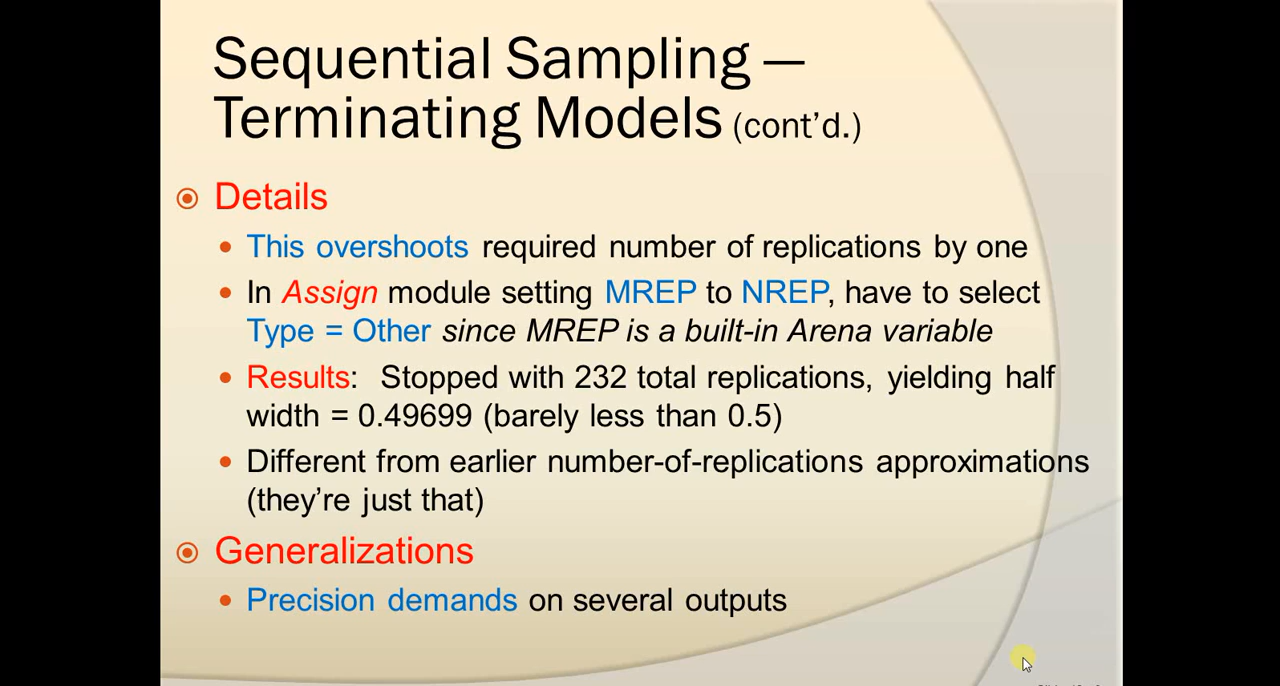 Sequential Sampling —
Terminating Models (cont’d.)
Details
This overshoots required number of replications by one
In Assign module setting MREP to NREP, have to select
Type = Other since MREP is a built-in Arena variable
Results: Stopped with 232 total replications, yielding half
width = 0.49699 (barely less than 0.5)
Different from earlier number-of-replications approximations
(they’re just that)
Generalizations
Precision demands on several outputs